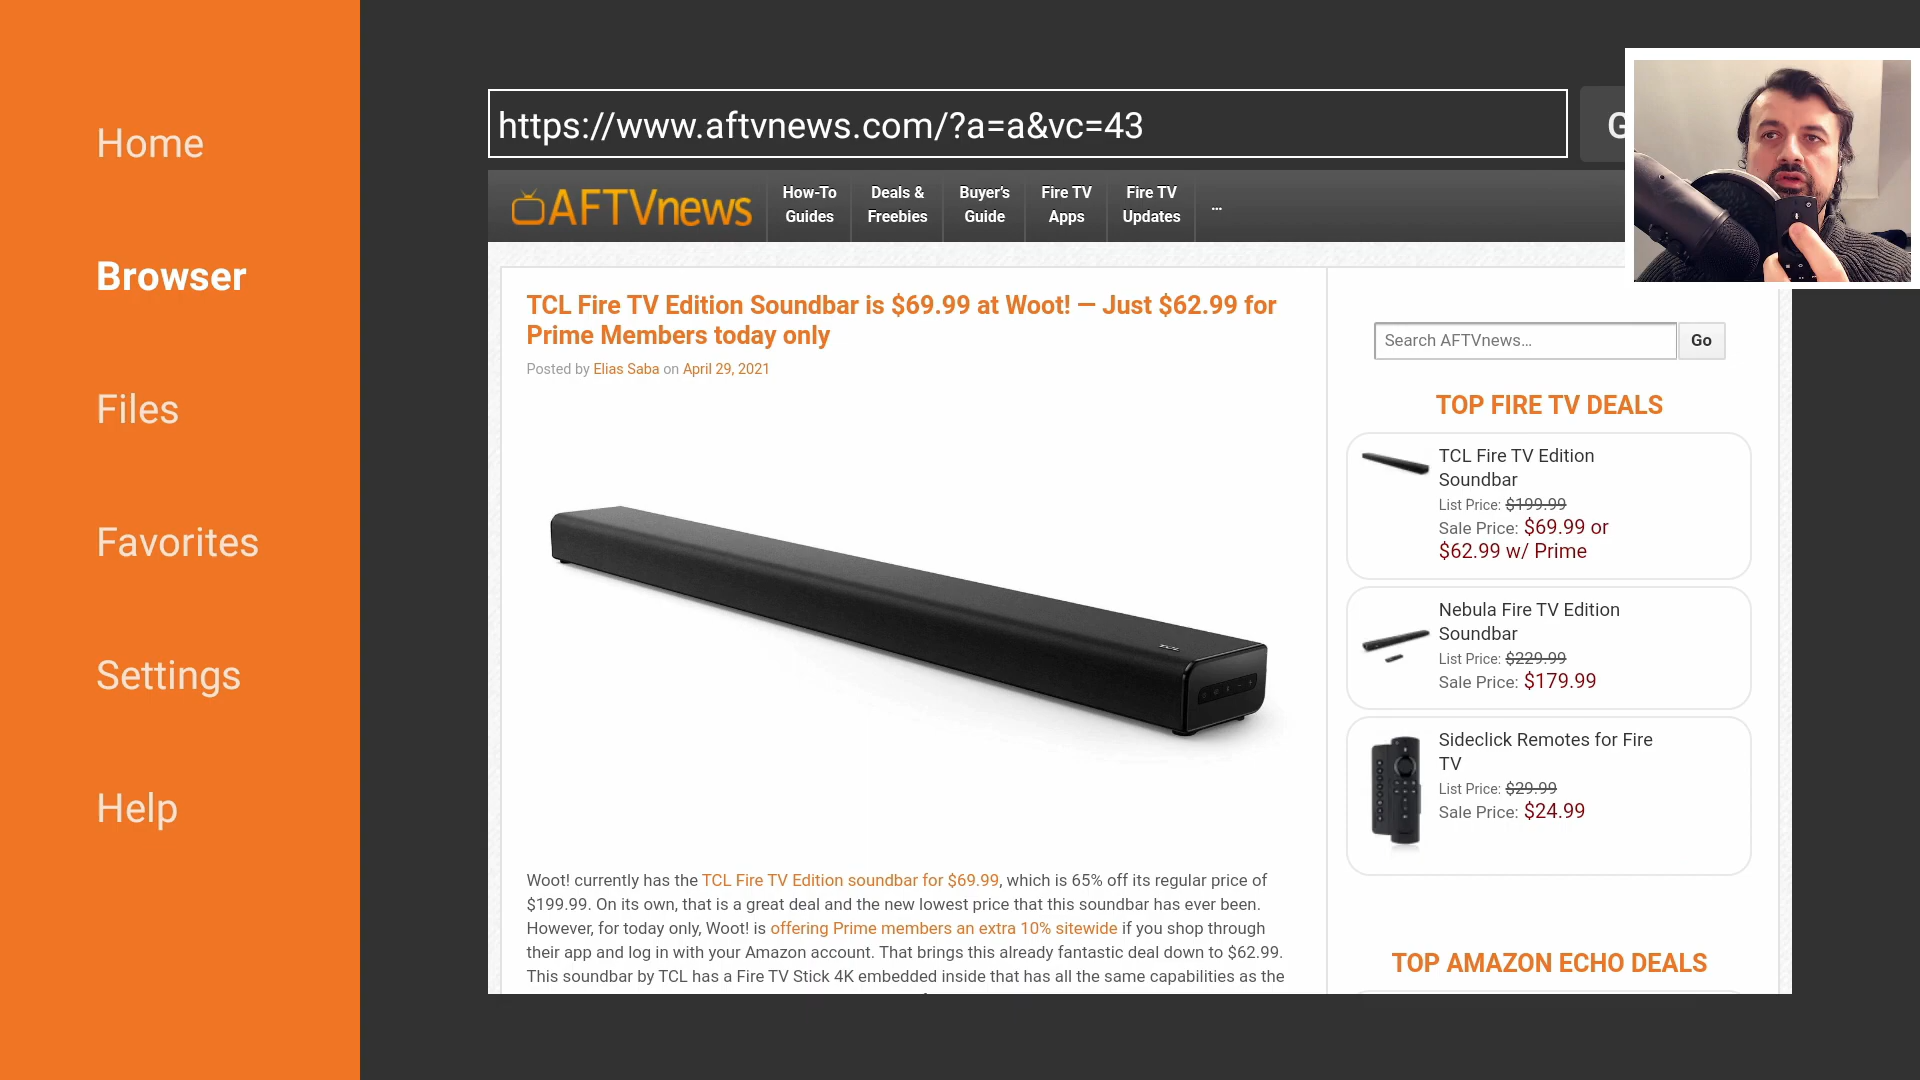 Home
Browser
Files
Favorites
Settings
Help
https://www.aftvnews.com/?a=a&vc=43
AFTVnews
How-To
Guides
Deals &
Freebies
Buyer's
Guide
Fire TV
Apps
Fire TV
Updates
...
TCL Fire TV Edition Soundbar is $69.99 at Woot! — Just $62.99 for
Prime Members today only
Posted by Elias Saba on April 29, 2021
TCL
Woot! currently has the TCL Fire TV Edition soundbar for $69.99, which is 65% off its regular price of
$199.99. On its own, that is a great deal and the new lowest price that this soundbar has ever been.
However, for today only, Woot! is offering Prime members an extra 10% sitewide if you shop through
their app and log in with your Amazon account. That brings this already fantastic deal down to $62.99.
This soundbar by TCL has a Fire TV Stick 4K embedded inside that has all the same capabilities as the
Search AFTVnews...
Go
TOP FIRE TV DEALS
TCL Fire TV Edition
Soundbar
List Price: $199.99
Sale Price: $69.99 or
$62.99 w/ Prime
Nebula Fire TV Edition
Soundbar
List Price: $229.99
Sale Price: $179.99
Sideclick Remotes for Fire
TV
List Price: $29.99
Sale Price: $24.99
TOP AMAZON ECHO DEALS